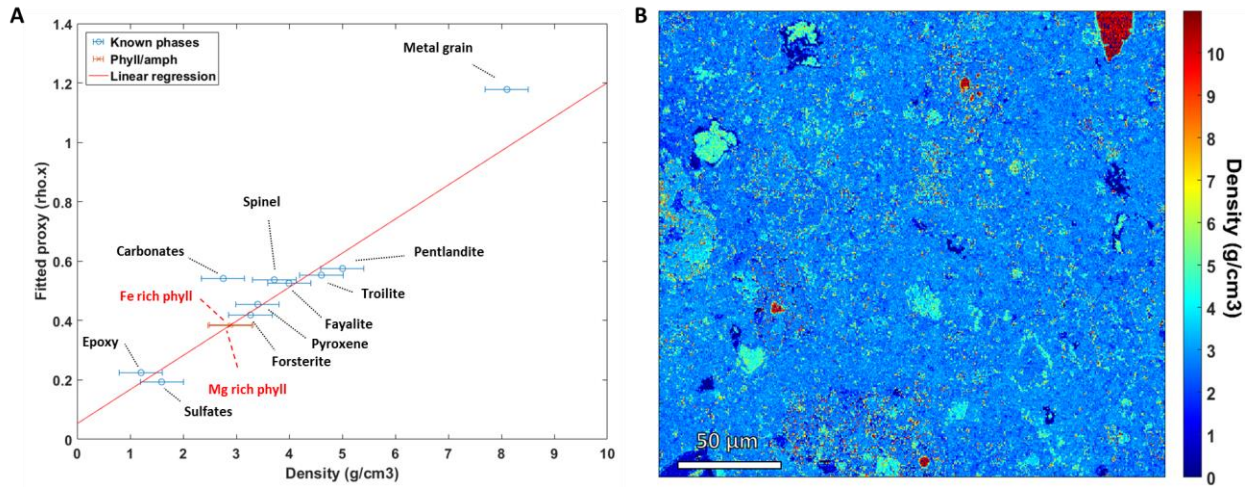 A
Known phases
Phyll/amph
Linear regression
Metal grain
Spinel
Carbonates
Pentlandite
Fe rich phyll
Troilite
Fayalite
Pyroxene
Epoxy
Forsterite
Mg rich phyll
Sulfates
1.4
1.2
1
0.8
0.6
0.4
0.2
0
0 1 2 3 4 5 6 7 8 9 10
Fitted proxy (rho.x)
Density (g/cm3)
B
50 µm
10
9
8
7
6
5
4
3
2
1
0
Density (g/cm3)